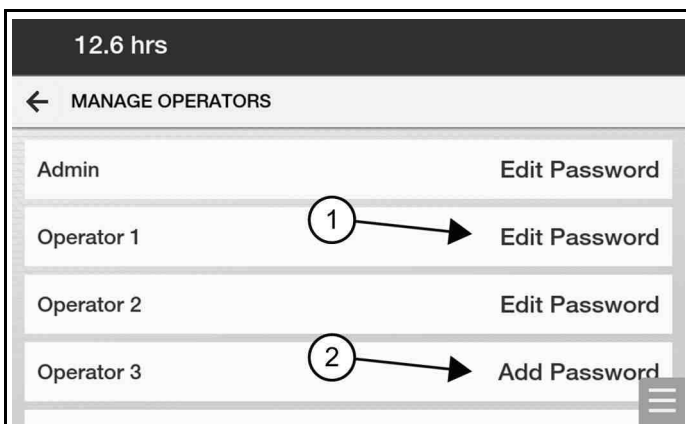 12.6 hrs
MANAGE OPERATORS
Admin Edit Password
Operator 1 1 Edit Password
Operator 2 Edit Password
Operator 3 2 Add Password